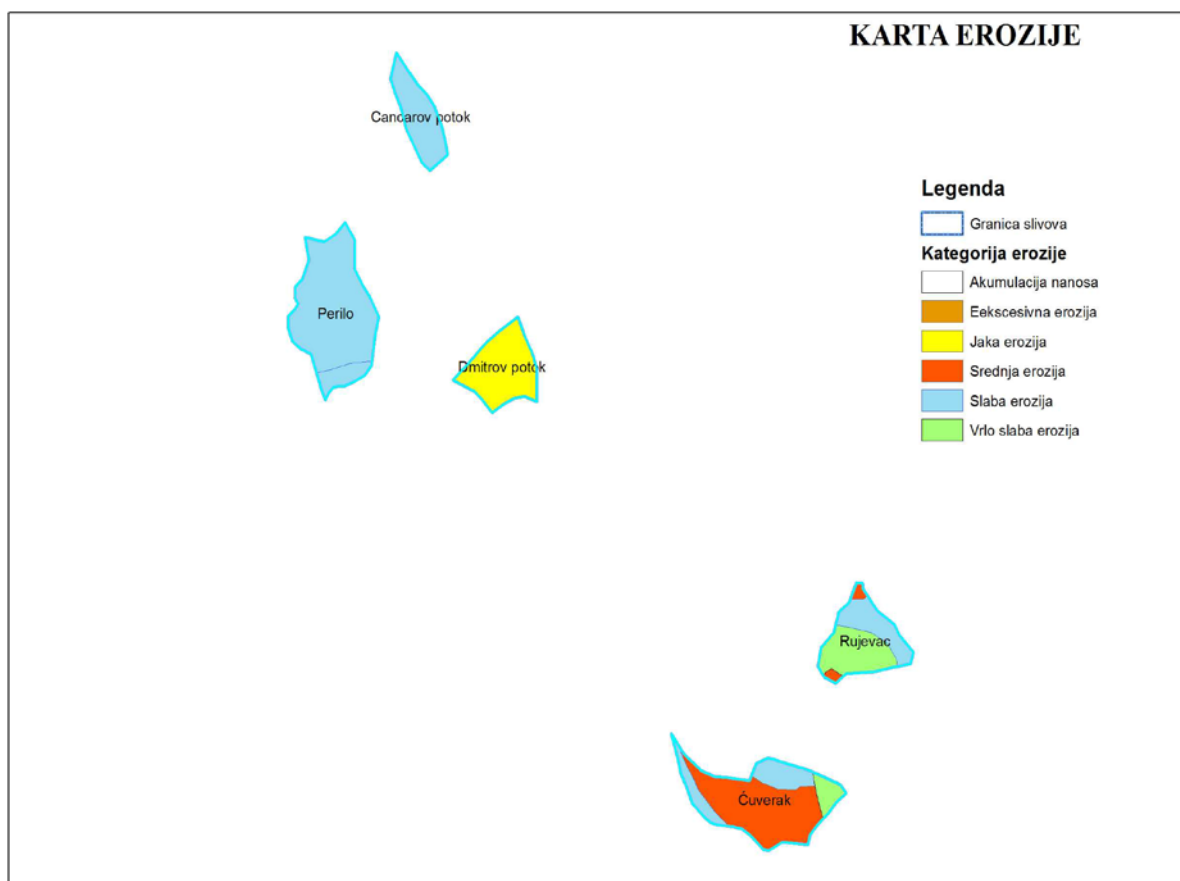 KARTA EROZIJE
Candarov potok
Perilo
Dmitrov potok
Rujevac
Čuverak
Legenda
Granica slivova
Kategorija erozije
Akumulacija nanosa
Eekscesivna erozija
Jaka erozija
Srednja erozija
Slaba erozija
Vrlo slaba erozija